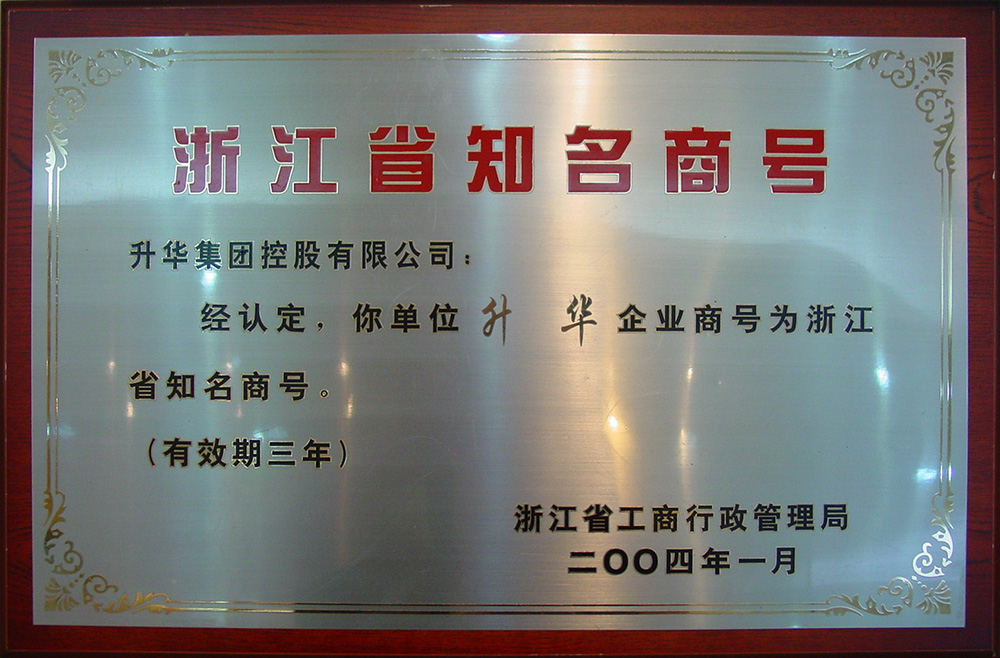 浙江省知名商号
升华集团控股有限公司：
经认定，你单位升 华企业商号为浙江
省知名商号。
（有效期三年）
浙江省工商行政管理局
二〇〇四年一月